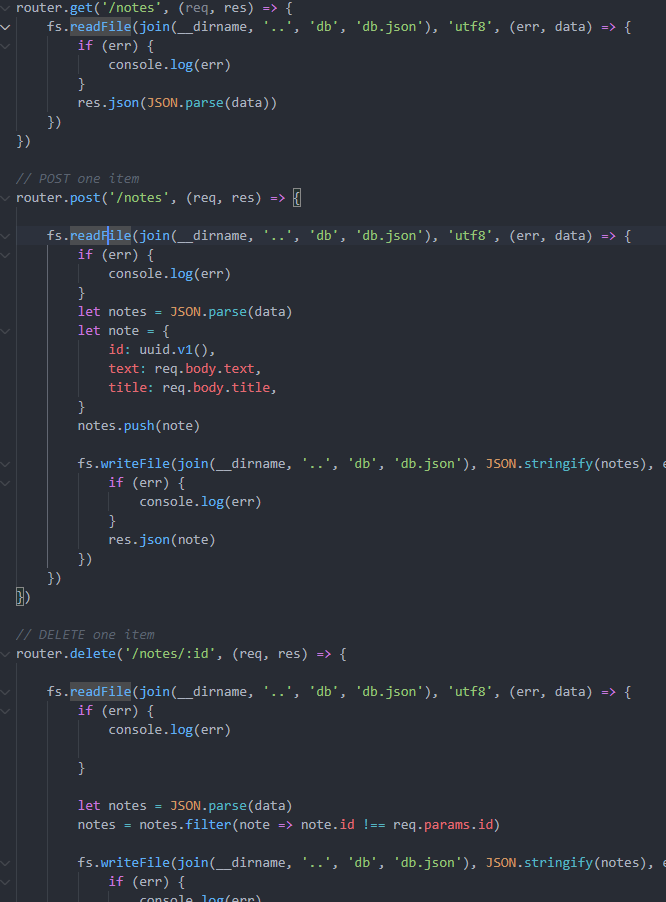 router.get('/notes', (req, res) => {
fs.readFile(join(__dirname, '..', 'db', 'db.json'), 'utf8', (err, data) => {
if (err) {
console.log(err)
}
res.json(JSON.parse(data))
})
})
// POST one item
router.post('/notes', (req, res) => {
fs.readFile(join(__dirname, '..', 'db', 'db.json'), 'utf8', (err, data) => {
if (err) {
console.log(err)
}
let notes = JSON.parse(data)
let note = {
id: uuid.v1(),
text: req.body.text,
title: req.body.title,
}
notes.push(note)
fs.writeFile(join(__dirname, '..', 'db', 'db.json'), JSON.stringify(notes), e
if (err) {
console.log(err)
}
res.json(note)
})
})
})
// DELETE one item
router.delete('/notes/:id', (req, res) => {
fs.readFile(join(__dirname, '..', 'db', 'db.json'), 'utf8', (err, data) => {
if (err) {
console.log(err)
}
let notes = JSON.parse(data)
notes = notes.filter(note => note.id !== req.params.id)
fs.writeFile(join(__dirname, '..', 'db', 'db.json'), JSON.stringify(notes), e
if (err) {
console.log(err)